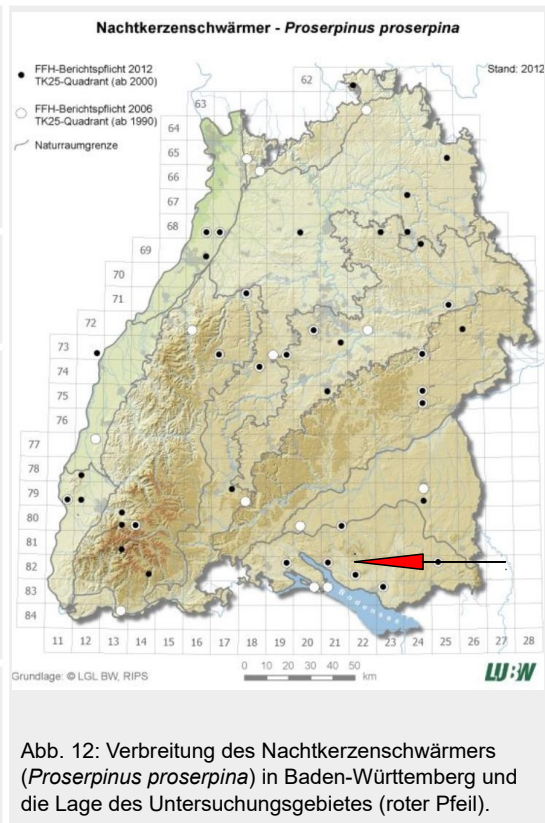 Nachtkerzenschwärmer - Proserpinus proserpina
FFH-Berichtspflicht 2012
TK25-Quadrant (ab 2000)
FFH-Berichtspflicht 2006
TK25-Quadrant (ab 1990)
Naturraumgrenze
Stand: 2012
62
63
64
65
66
67
68
69
70
71
72
73
74
75
76
77
78
79
80
81
82
83
84
Bodensee
11 12 13 14 15 16 17 18 19 20 21 22 23 24 25 26 27 28
Grundlage: © LGL BW, RIPS
0 10 20 30 40 50
km
LUBW
Abb. 12: Verbreitung des Nachtkerzenschwärmers
(Proserpinus proserpina) in Baden-Württemberg und
die Lage des Untersuchungsgebietes (roter Pfeil).